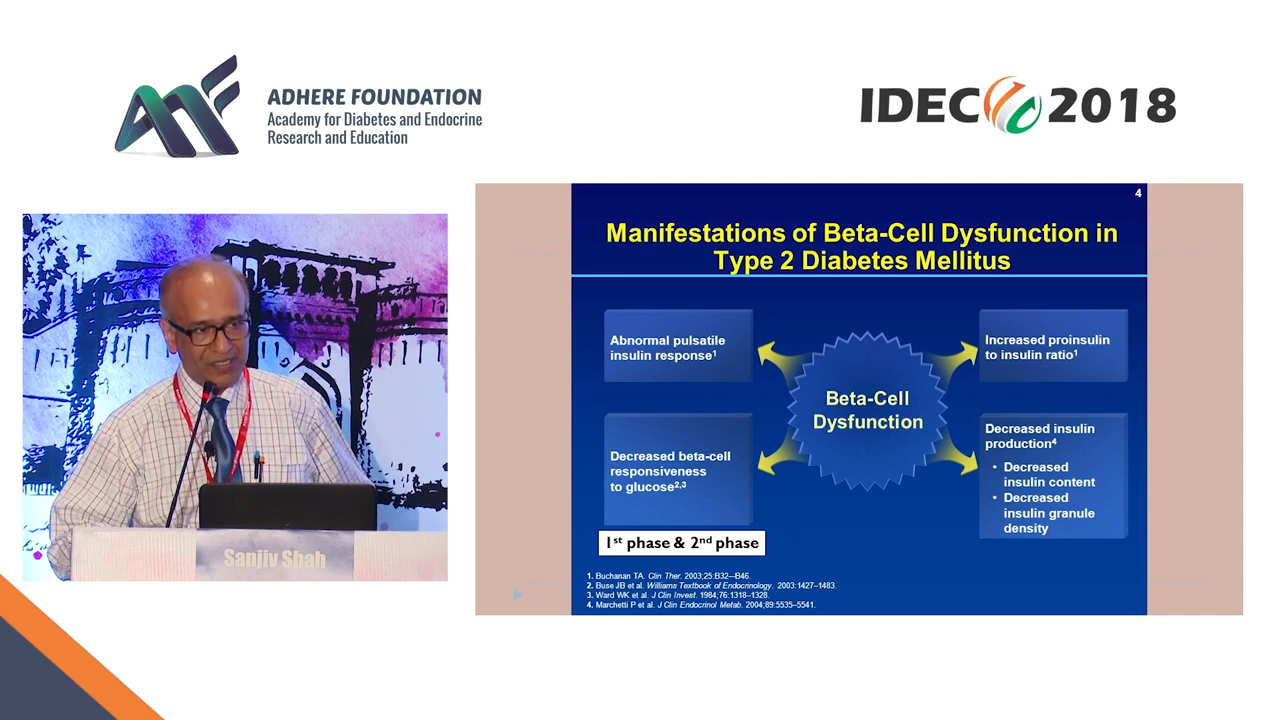 ADHERE FOUNDATION
Academy for Diabetes and Endocrine
Research and Education
IDEC 2018
Sanjiv Shah
4
Manifestations of Beta-Cell Dysfunction in
Type 2 Diabetes Mellitus
Abnormal pulsatile
insulin response¹
Increased proinsulin
to insulin ratio¹
Beta-Cell
Dysfunction
Decreased beta-cell
responsiveness
to glucose²,³
Decreased insulin
production⁴
• Decreased
insulin content
• Decreased
insulin granule
density
1st phase & 2nd phase
1. Buchanan TA. Clin Ther. 2003;25:B32–B46.
2. Buse JB et al. Williams Textbook of Endocrinology. 2003:1427–1483.
3. Ward WK et al. J Clin Invest. 1984;76:1318–1328.
4. Marchetti P et al. J Clin Endocrinol Metab. 2004;89:5535–5541.